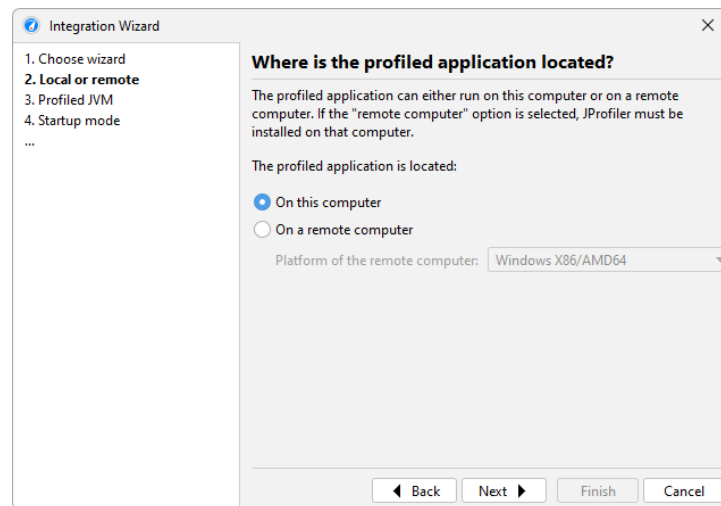 Integration Wizard
1. Choose wizard
2. Local or remote
3. Profiled JVM
4. Startup mode
...
Where is the profiled application located?
The profiled application can either run on this computer or on a remote
computer. If the "remote computer" option is selected, JProfiler must be
installed on that computer.
The profiled application is located:
On this computer
On a remote computer
Platform of the remote computer: Windows X86/AMD64
Back Next Finish Cancel